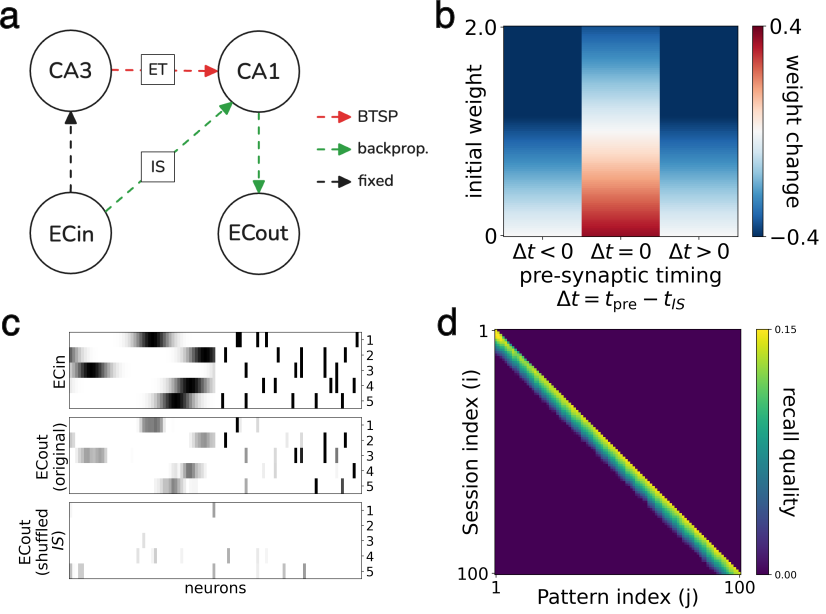 a
CA3
ET
CA1
IS
ECin
ECout
BTSP
backprop.
fixed
b
2.0
0
initial weight
Δt < 0
Δt = 0
Δt > 0
pre-synaptic timing
Δt = tpre − tIS
0.4
−0.4
weight change
c
ECin
1
2
3
4
5
ECout
(original)
1
2
3
4
5
ECout
(shuffled
IS)
1
2
3
4
5
neurons
d
1
100
Session index (i)
1
100
Pattern index (j)
0.15
0.00
recall quality